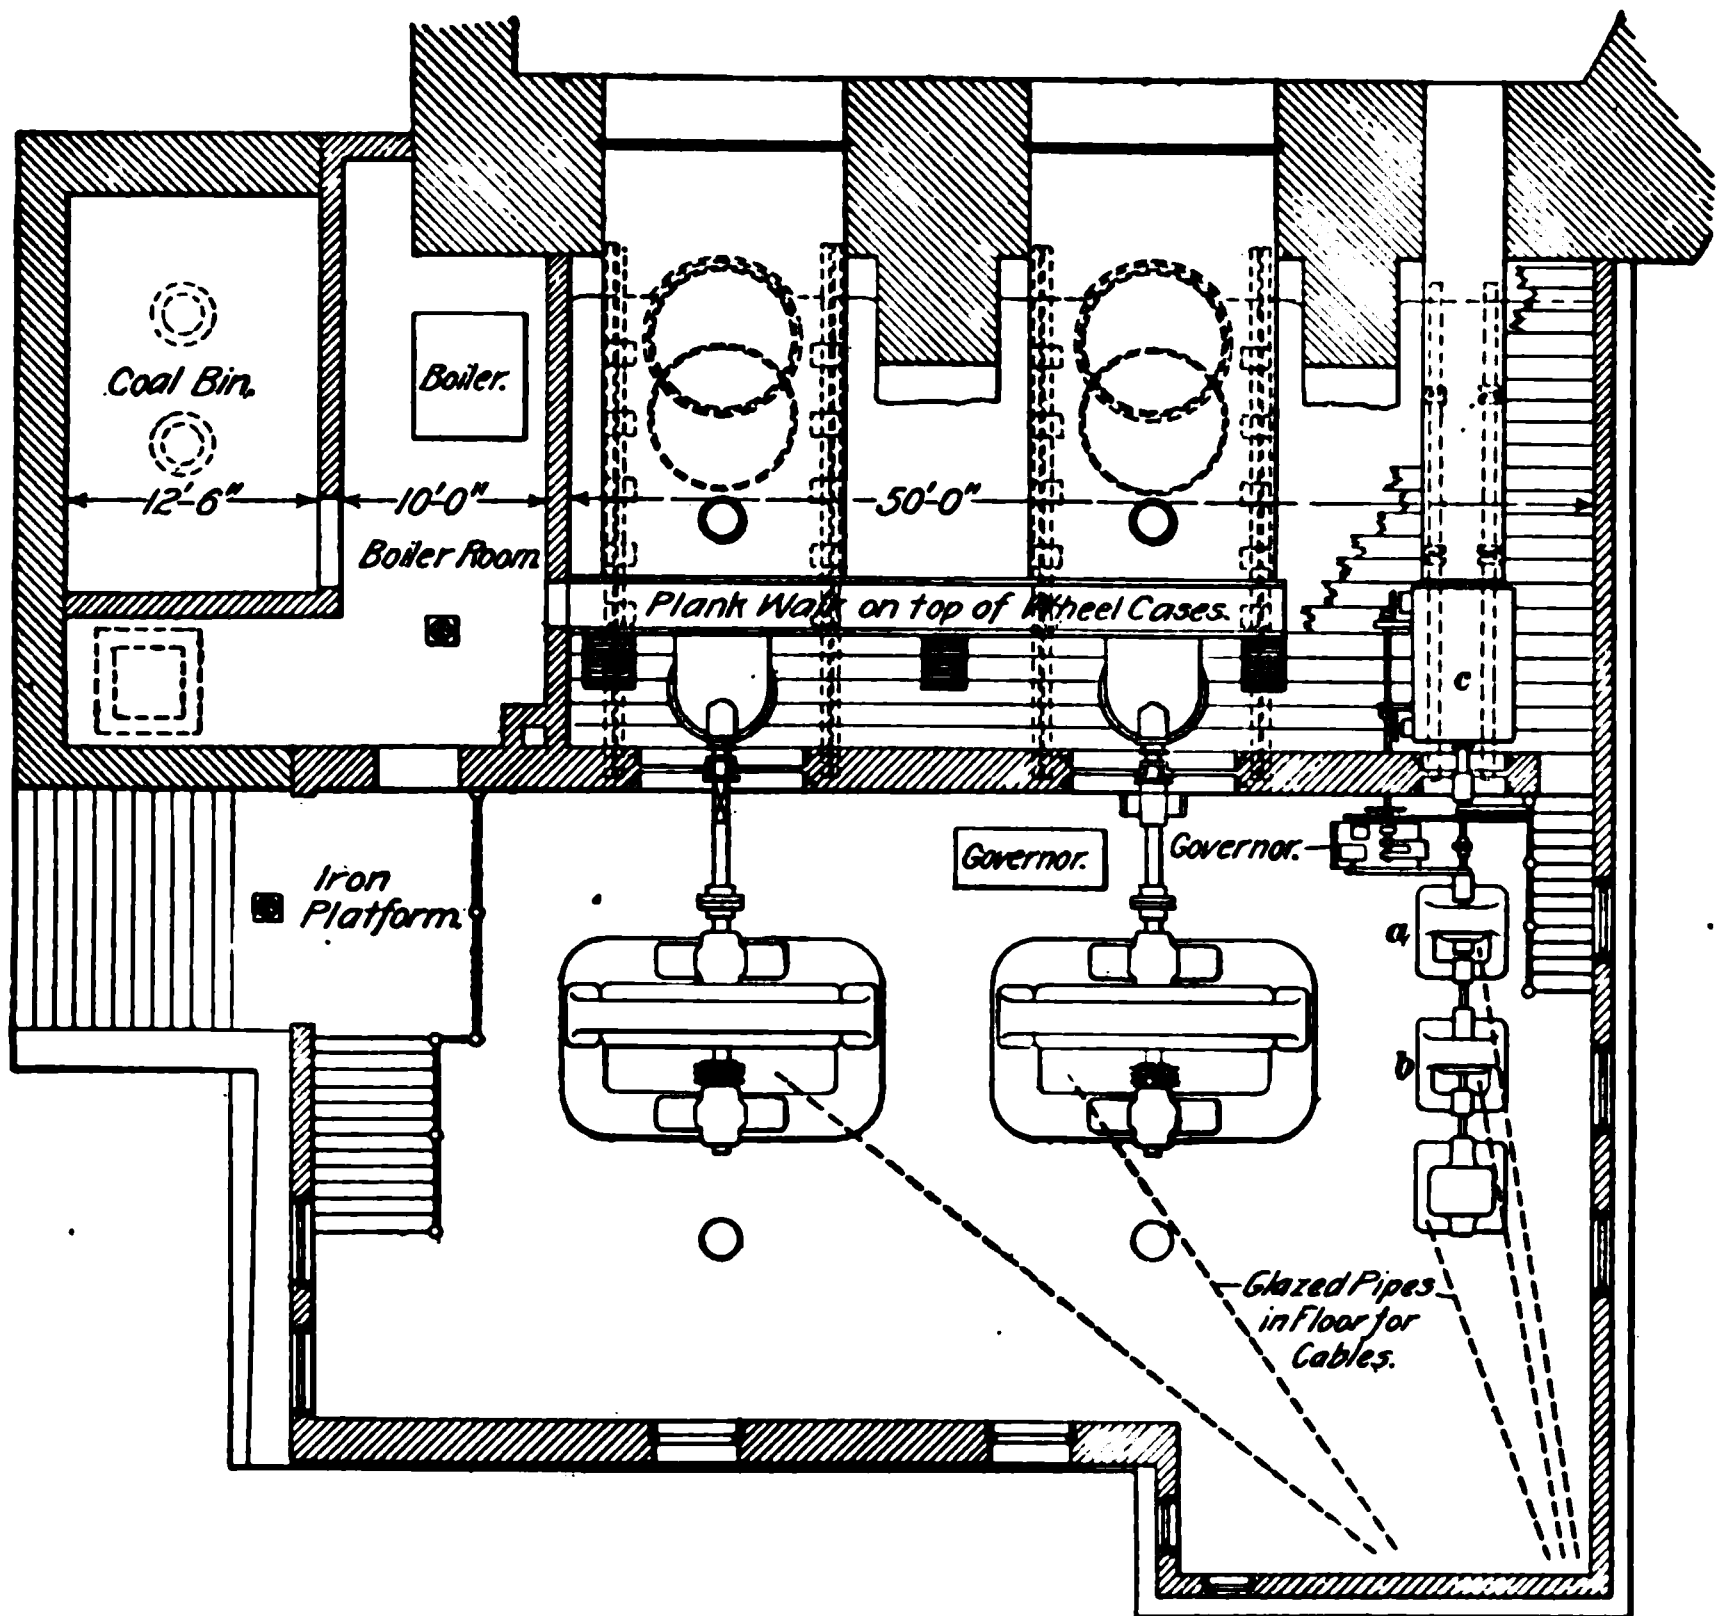 Coal Bin.
Boiler.
12'-6"
10'-0"
50'-0"
Boiler Room
Plank Walk on top of Wheel Cases.
c
Iron
Platform.
Governor.
Governor.
a
b
Glazed Pipes
in Floor for
Cables.